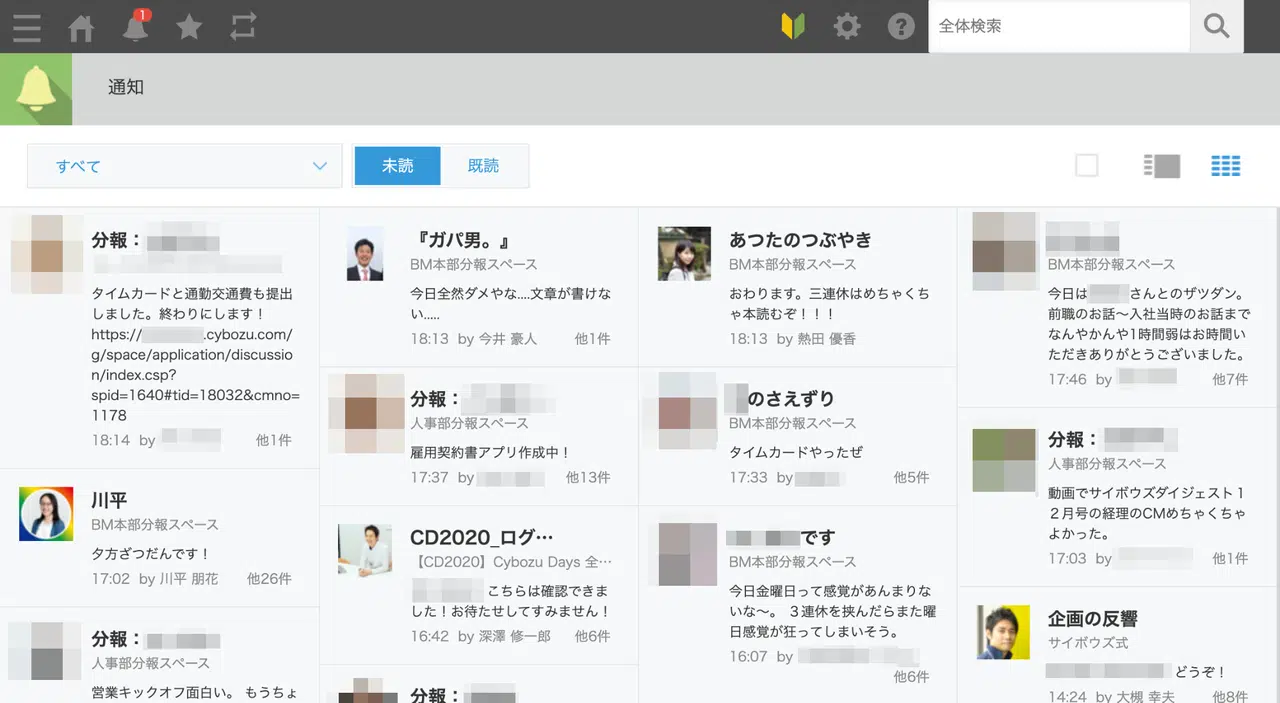 1
全体検索
通知
すべて
未読
既読
分報：
タイムカードと通勤交通費も提出
しました。終わりにします！
https://
.cybozu.com/
g/space/application/discussio
n/index.csp?
spid=1640#tid=18032&cmno=
1178
18:14 by 他1件
川平
BM本部分報スペース
夕方ざつだんです！
17:02 by 川平 朋花 他26件
分報：
人事部分報スペース
営業キックオフ面白い。 もうちょ
『ガパ男。』
BM本部分報スペース
今日全然ダメやな....文章が書けな
い.....
18:13 by 今井 豪人 他1件
分報：
人事部分報スペース
雇用契約書アプリ作成中！
17:37 by 他13件
CD2020_ログ…
【CD2020】Cybozu Days 全…
こちらは確認できま
した！お待たせしてすみません！
16:42 by 深澤 修一郎 他6件
分報：
あつたのつぶやき
BM本部分報スペース
おわります。三連休はめちゃくち
ゃ本読むぞ！！！
18:13 by 熱田 優香
のさえずり
BM本部分報スペース
タイムカードやったぜ
17:33 by 他5件
です
BM本部分報スペース
今日金曜日って感覚があんまりな
いな〜。 ３連休を挟んだらまた曜
日感覚が狂ってしまいそう。
16:07 by
他6件
BM本部分報スペース
今日は さんとのザツダン。
前職のお話〜入社当時のお話まで
なんやかんや1時間弱はお時間い
ただきありがとうございました。
17:46 by 他7件
分報：
人事部分報スペース
動画でサイボウズダイジェスト１
２月号の経理のCMめちゃくちゃ
よかった。
17:03 by 他1件
企画の反響
サイボウズ式
どうぞ！
14:24 by 大槻 幸夫 他8件